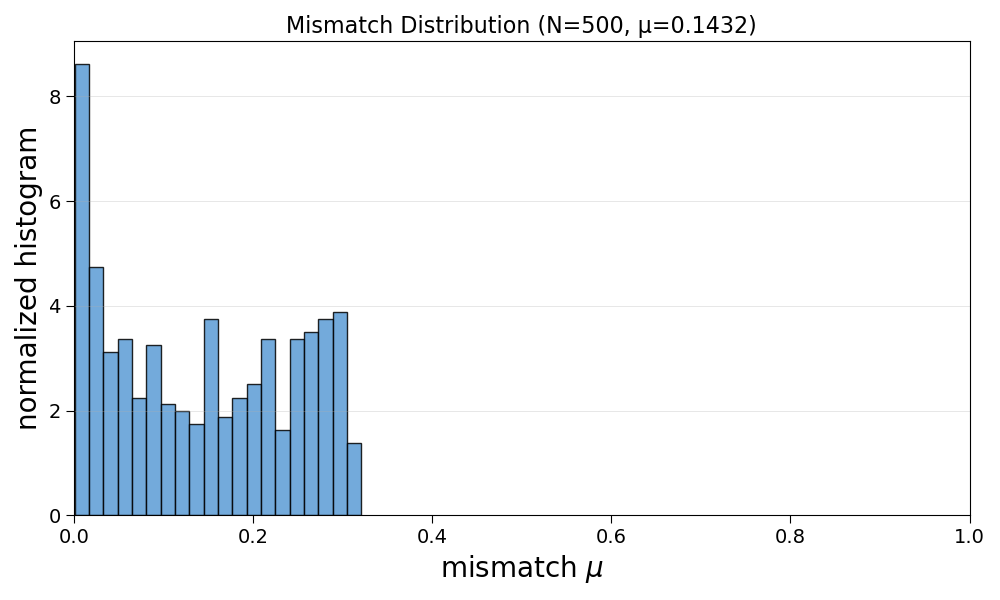 Mismatch Distribution (N=500, μ=0.1432)
normalized histogram
8
6
4
2
0
0.0 0.2 0.4 0.6 0.8 1.0
mismatch μ